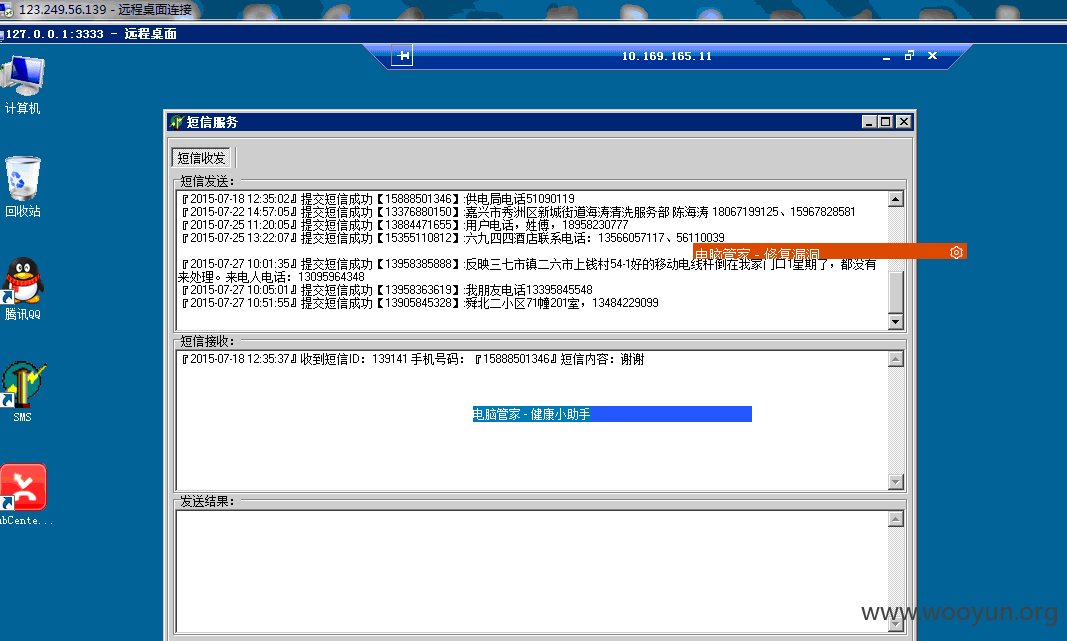 123.249.56.139 - 远程桌面连接
127.0.0.1:3333 - 远程桌面
10.169.165.11
计算机
回收站
腾讯QQ
SMS
bCente...
短信服务
短信收发
短信发送:
『2015-07-18 12:35:02』提交短信成功【15888501346】:供电局电话51090119
『2015-07-22 14:57:05』提交短信成功【13376880150】:嘉兴市秀洲区新城街道海涛清洗服务部 陈海涛 18067199125、15967828581
『2015-07-25 11:20:05』提交短信成功【13884471655】:用户电话，姓傅，18958230777
『2015-07-25 13:22:07』提交短信成功【15355110812】:六九四四酒店联系电话：13566057117、56110039
电脑管家 - 修复漏洞
『2015-07-27 10:01:35』提交短信成功【13958385888】:反映三七市镇二六市上钱村54-1好的移动电线杆倒在我家门口1星期了，都没有
来处理。来电人电话：13095964348
『2015-07-27 10:05:01』提交短信成功【13958363619】:我朋友电话13395845548
『2015-07-27 10:51:55』提交短信成功【13905845328】:舜北二小区71幢201室，13484229099
短信接收:
『2015-07-18 12:35:37』收到短信ID：139141 手机号码：『15888501346』短信内容：谢谢
电脑管家 - 健康小助手
发送结果:
www.wooyun.org